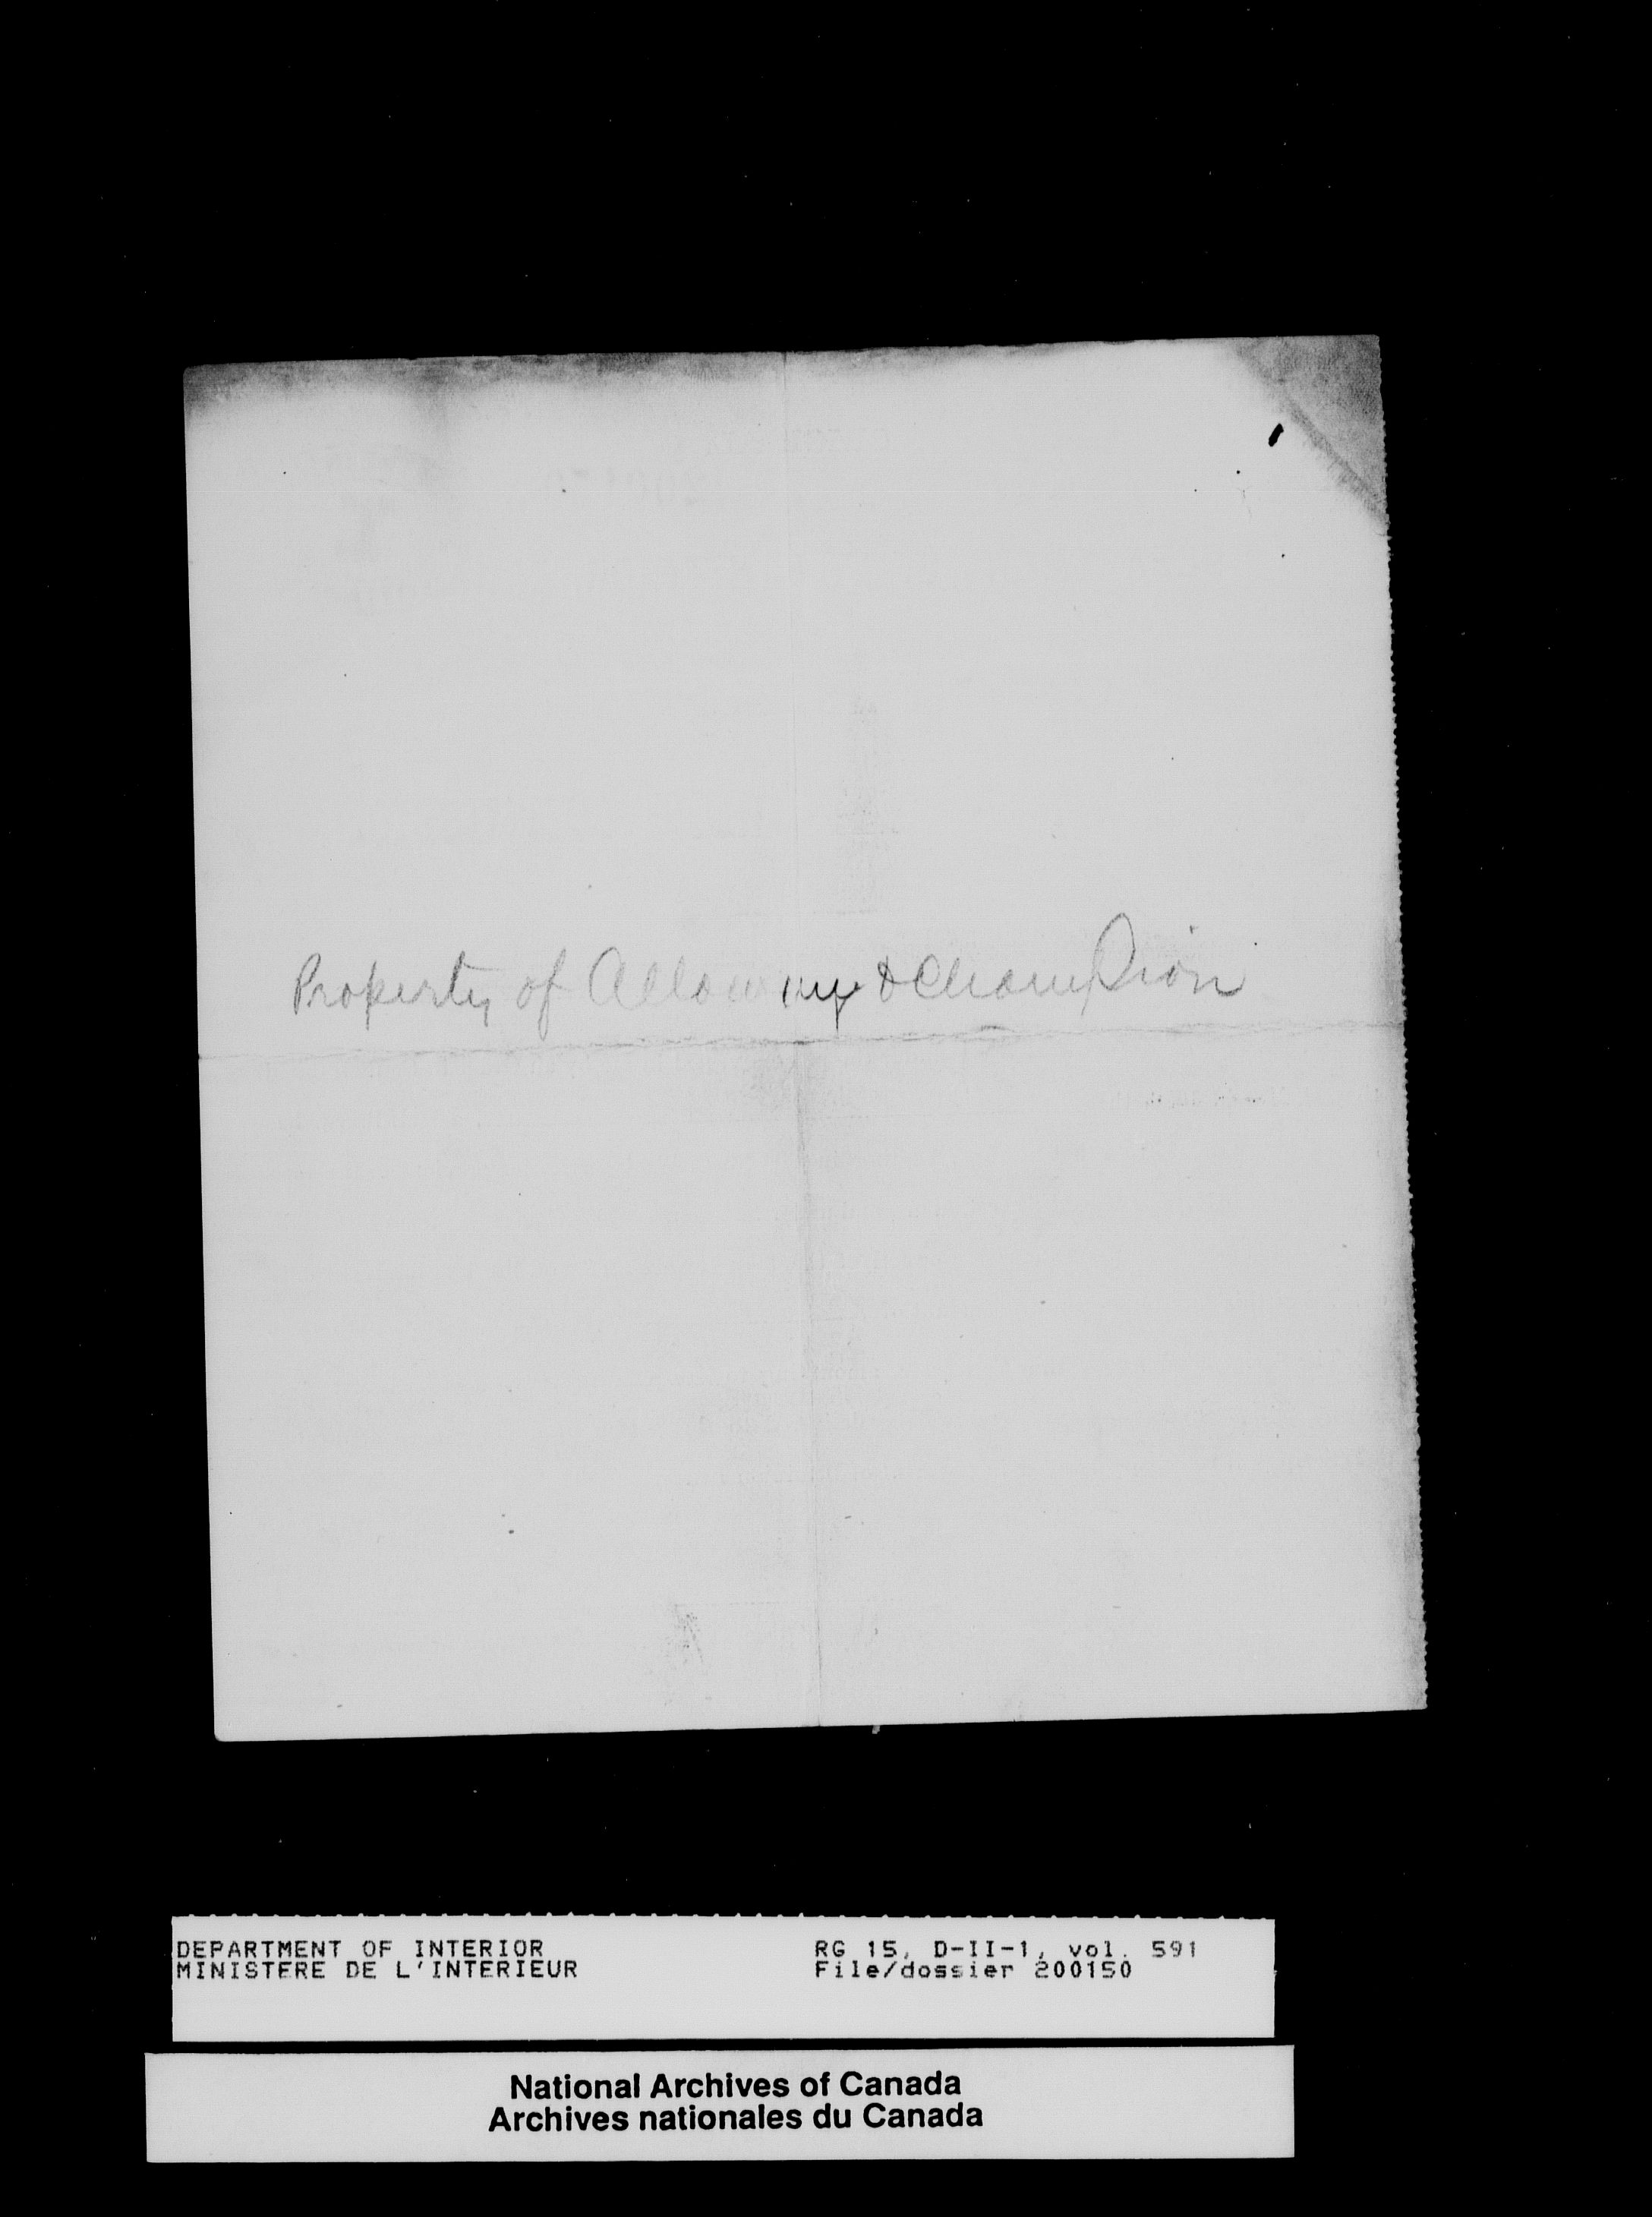 Property of Alloway & Champion
DEPARTMENT OF INTERIOR
MINISTERE DE L'INTERIEUR
RG 15, D-II-1, vol. 591
File/dossier 200150
National Archives of Canada
Archives nationales du Canada